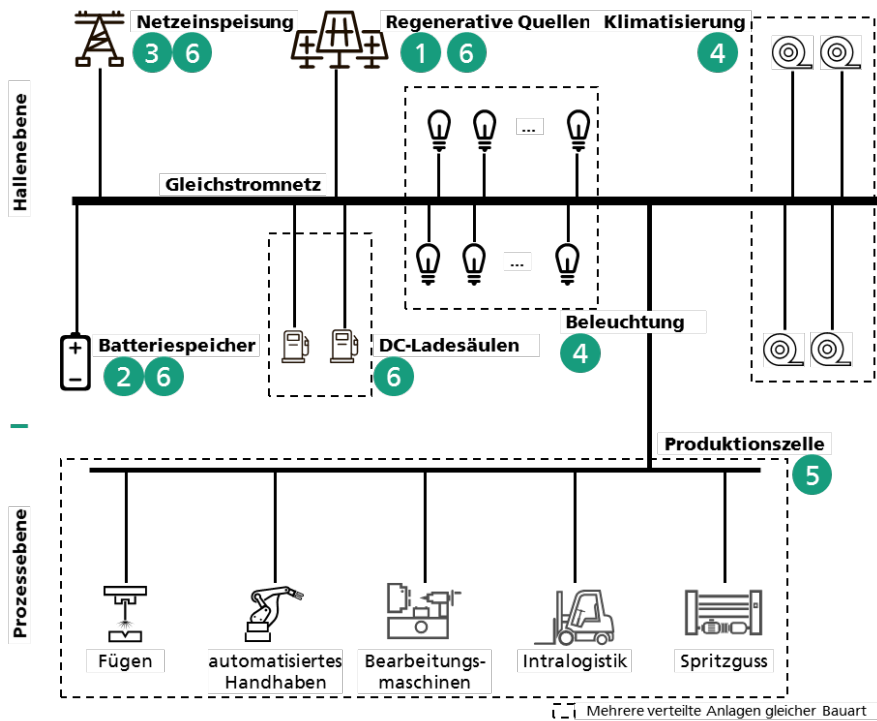 Netzeinspeisung
3 6
Regenerative Quellen
1 6
Klimatisierung
4
Hallenebene
...
Gleichstromnetz
...
Batteriespeicher
2 6
DC-Ladesäulen
6
Beleuchtung
4
Produktionszelle
5
Prozessebene
Fügen
automatisiertes
Handhaben
Bearbeitungs-
maschinen
Intralogistik
Spritzguss
Mehrere verteilte Anlagen gleicher Bauart